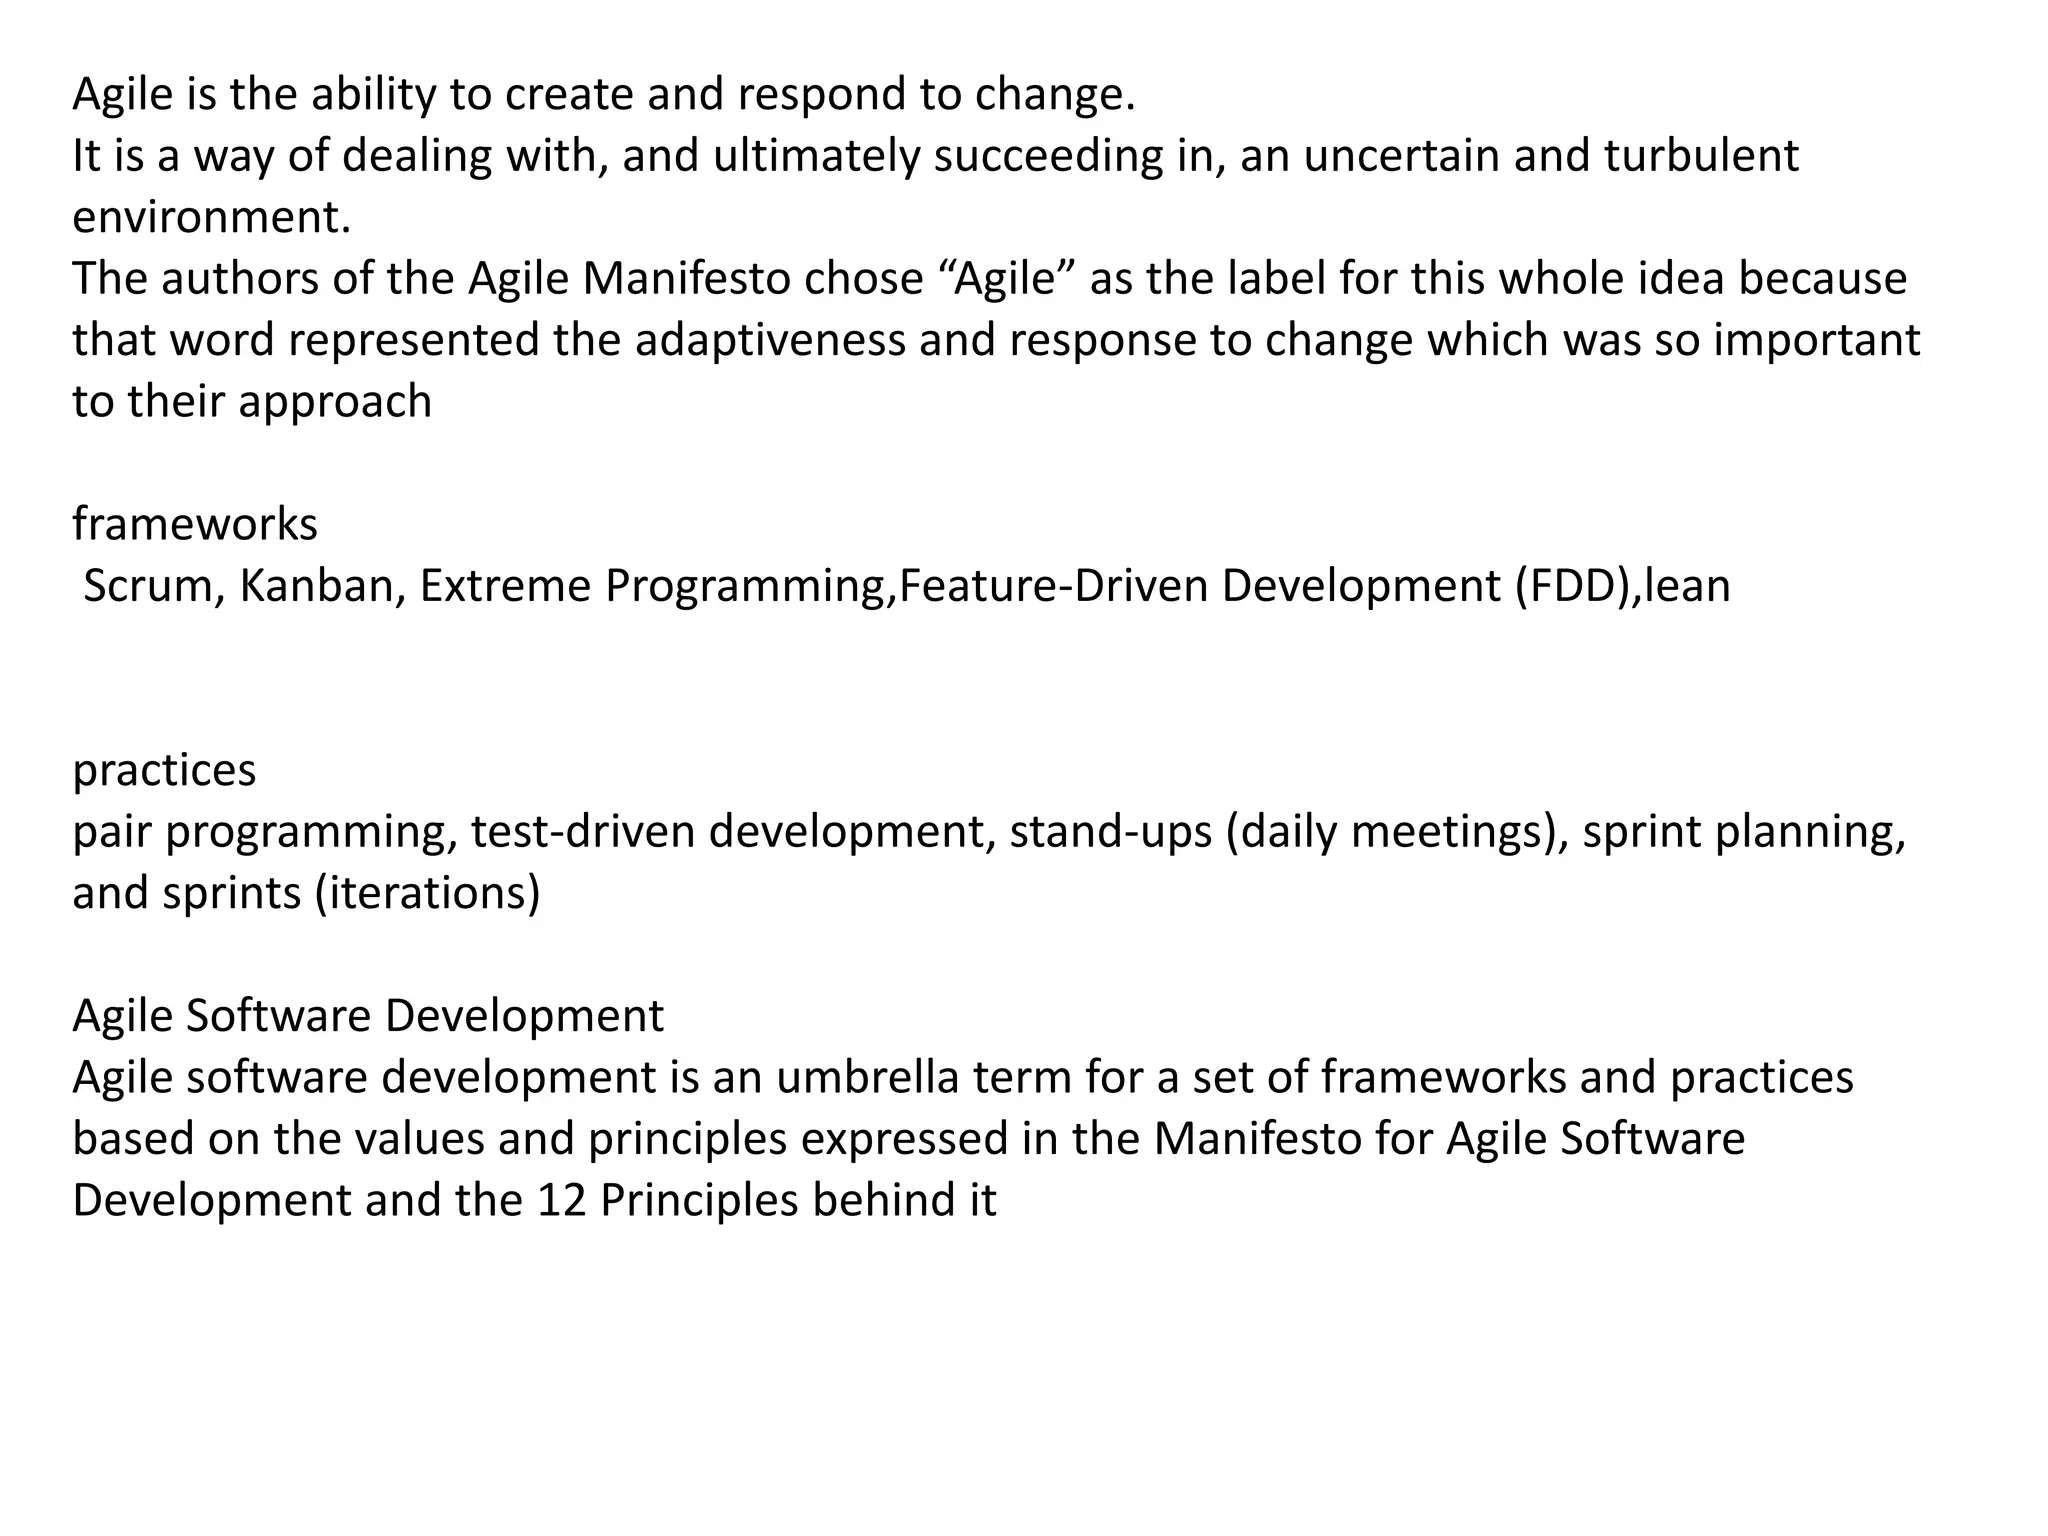 Agile is the ability to create and respond to change.
It is a way of dealing with, and ultimately succeeding in, an uncertain and turbulent
environment.
The authors of the Agile Manifesto chose “Agile” as the label for this whole idea because
that word represented the adaptiveness and response to change which was so important
to their approach
frameworks
Scrum, Kanban, Extreme Programming,Feature-Driven Development (FDD),lean
practices
pair programming, test-driven development, stand-ups (daily meetings), sprint planning,
and sprints (iterations)
Agile Software Development
Agile software development is an umbrella term for a set of frameworks and practices
based on the values and principles expressed in the Manifesto for Agile Software
Development and the 12 Principles behind it